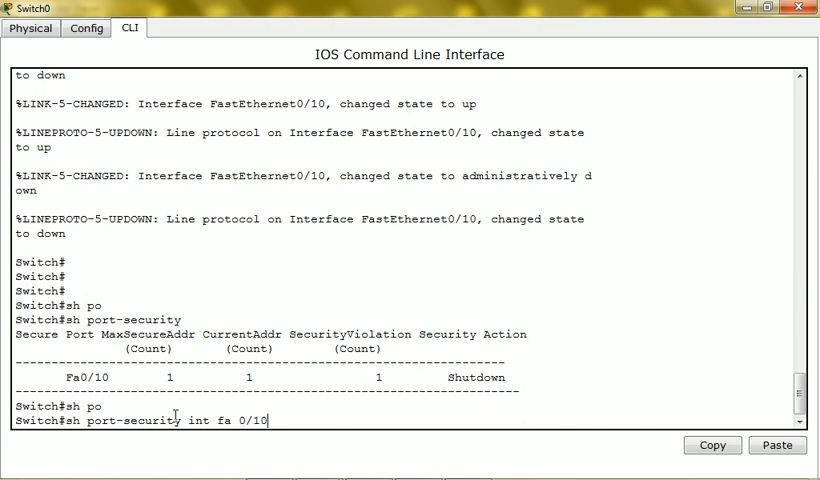 Switch0
Physical Config CLI
IOS Command Line Interface
to down
%LINK-5-CHANGED: Interface FastEthernet0/10, changed state to up
%LINEPROTO-5-UPDOWN: Line protocol on Interface FastEthernet0/10, changed state
to up
%LINK-5-CHANGED: Interface FastEthernet0/10, changed state to administratively d
own
%LINEPROTO-5-UPDOWN: Line protocol on Interface FastEthernet0/10, changed state
to down
Switch#
Switch#
Switch#
Switch#sh po
Switch#sh port-security
Secure Port MaxSecureAddr CurrentAddr SecurityViolation Security Action
(Count) (Count) (Count)
--------------------------------------------------------------------
Fa0/10 1 1 1 Shutdown
----------------------------------------------------------------------
Switch#sh po
Switch#sh port-security int fa 0/10
Copy Paste